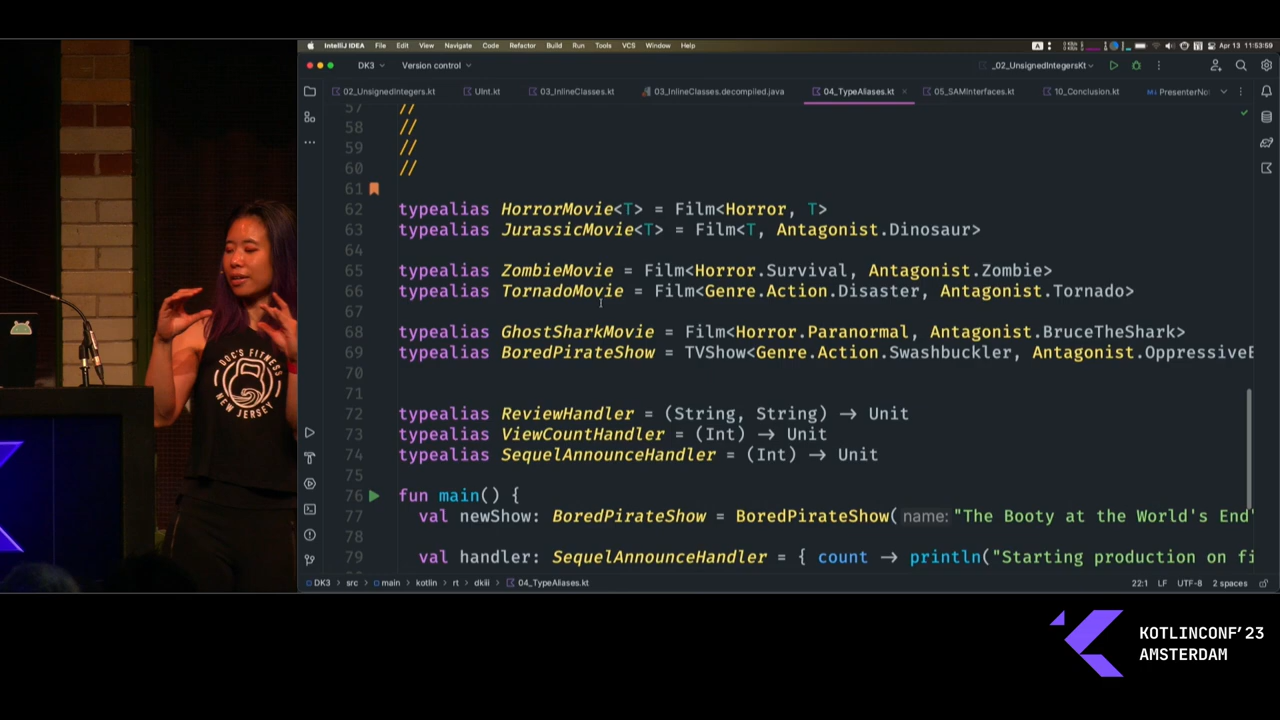 IntelliJ IDEA File Edit View Navigate Code Refactor Build Run Tools VCS Window Help
Apr 13 11:53:59
DK3 Version control
_02_UnsignedIntegersKt
02_UnsignedIntegers.kt UInt.kt 03_InlineClasses.kt 03_InlineClasses.decompiled.java 04_TypeAliases.kt 05_SAMInterfaces.kt 10_Conclusion.kt PresenterNo
57 //
58 //
59 //
60 //
61
62 typealias HorrorMovie<T> = Film<Horror, T>
63 typealias JurassicMovie<T> = Film<T, Antagonist.Dinosaur>
64
65 typealias ZombieMovie = Film<Horror.Survival, Antagonist.Zombie>
66 typealias TornadoMovie = Film<Genre.Action.Disaster, Antagonist.Tornado>
67
68 typealias GhostSharkMovie = Film<Horror.Paranormal, Antagonist.BruceTheShark>
69 typealias BoredPirateShow = TVShow<Genre.Action.Swashbuckler, Antagonist.Oppressive
70
71
72 typealias ReviewHandler = (String, String) → Unit
73 typealias ViewCountHandler = (Int) → Unit
74 typealias SequelAnnounceHandler = (Int) → Unit
75
76 fun main() {
77 val newShow: BoredPirateShow = BoredPirateShow( name: "The Booty at the World's End"
78
79 val handler: SequelAnnounceHandler = { count → println("Starting production on fi
DK3 > src > main > kotlin > rt > dkiii > 04_TypeAliases.kt
22:1 LF UTF-8 2 spaces
DOC'S FITNESS
NEW JERSEY
KOTLINCONF'23
AMSTERDAM